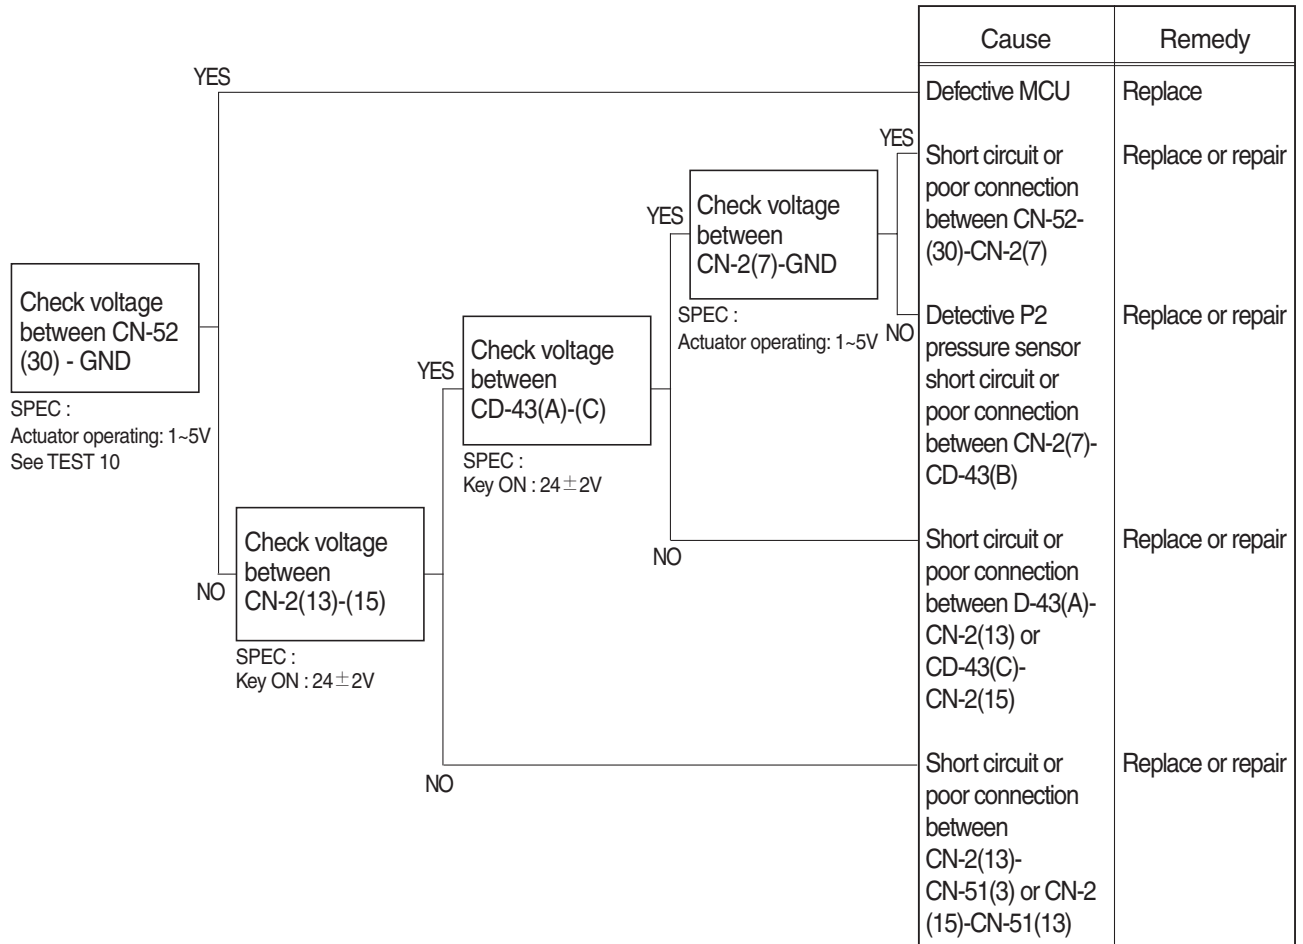 Cause
Remedy
YES
Defective MCU
Replace
YES
Short circuit or
poor connection
between CN-52-
(30)-CN-2(7)
Replace or repair
YES
Check voltage
between
CN-2(7)-GND
SPEC :
Actuator operating: 1~5V
NO
Detective P2
pressure sensor
short circuit or
poor connection
between CN-2(7)-
CD-43(B)
Replace or repair
Check voltage
between CN-52
(30) - GND
SPEC :
Actuator operating: 1~5V
See TEST 10
YES
Check voltage
between
CD-43(A)-(C)
SPEC :
Key ON : 24±2V
NO
Short circuit or
poor connection
between D-43(A)-
CN-2(13) or
CD-43(C)-
CN-2(15)
Replace or repair
NO
Check voltage
between
CN-2(13)-(15)
SPEC :
Key ON : 24±2V
NO
Short circuit or
poor connection
between
CN-2(13)-
CN-51(3) or CN-2
(15)-CN-51(13)
Replace or repair